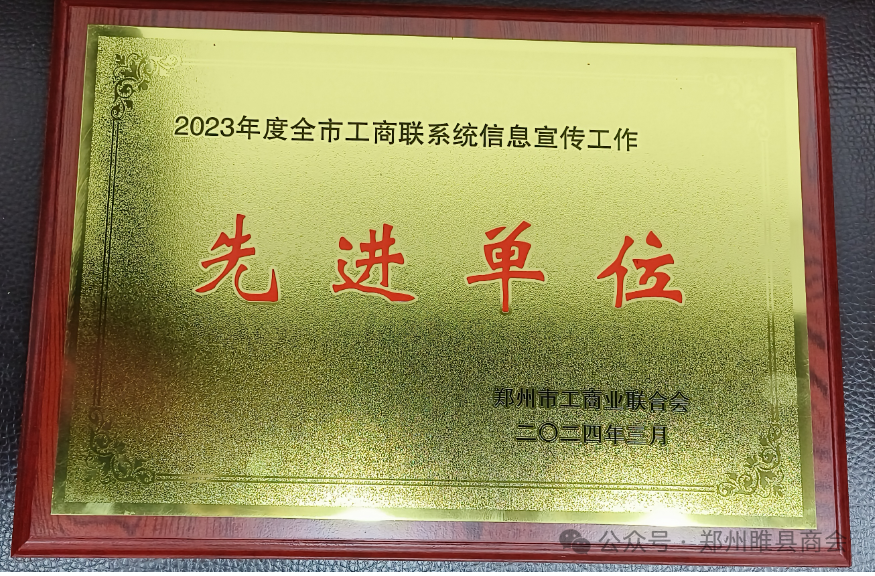 2023年度全市工商联系统信息宣传工作
先进单位
郑州市工商业联合会
二〇二四年三月
公众号·郑州睢县商会